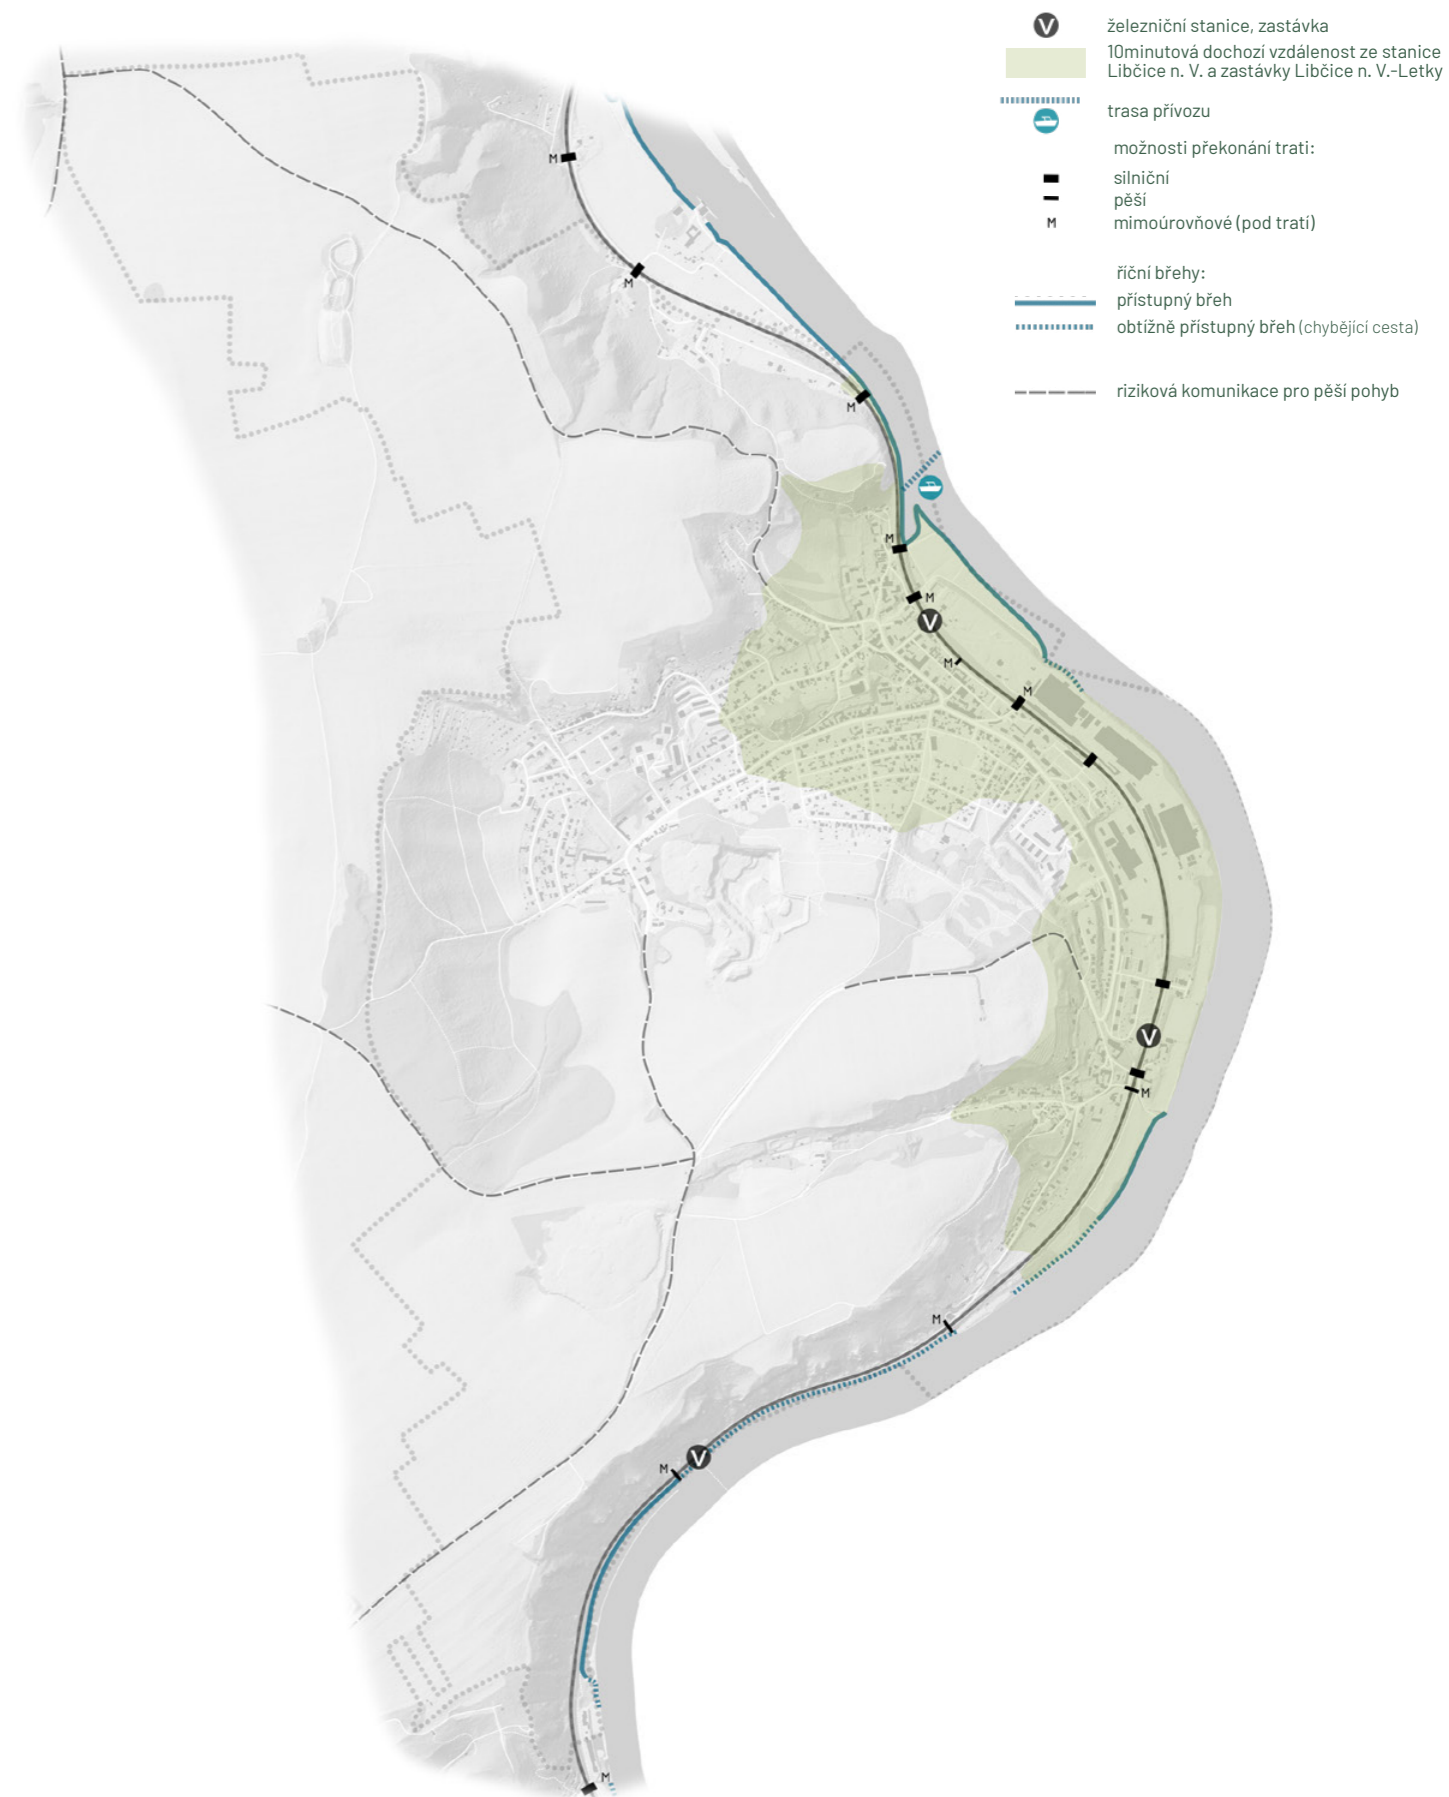 V
železniční stanice, zastávka
10minutová dochozí vzdálenost ze stanice
Libčice n. V. a zastávky Libčice n. V.-Letky
trasa přívozu
možnosti překonání trati:
silniční
pěší
M
mimoúrovňové (pod tratí)
říční břehy:
přístupný břeh
obtížně přístupný břeh (chybějící cesta)
riziková komunikace pro pěší pohyb
M
M
M
M
M
V
M
M
V
M
M
V
M
M